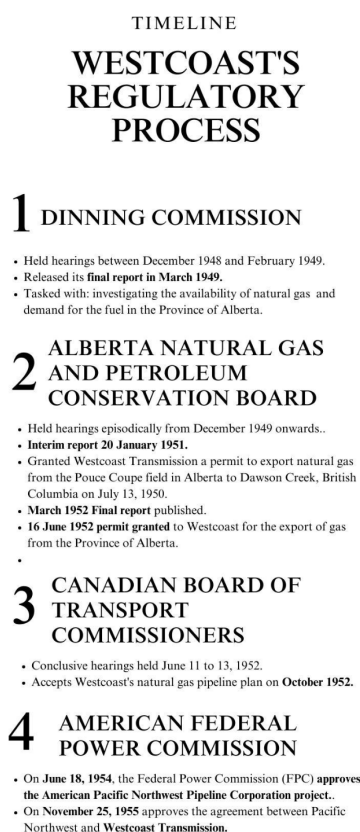 TIMELINE
WESTCOAST'S
REGULATORY
PROCESS
1 DINNING COMMISSION
• Held hearings between December 1948 and February 1949.
• Released its final report in March 1949.
• Tasked with: investigating the availability of natural gas and
demand for the fuel in the Province of Alberta.
2 ALBERTA NATURAL GAS
AND PETROLEUM
CONSERVATION BOARD
• Held hearings episodically from December 1949 onwards..
• Interim report 20 January 1951.
• Granted Westcoast Transmission a permit to export natural gas
from the Pouce Coupe field in Alberta to Dawson Creek, British
Columbia on July 13, 1950.
• March 1952 Final report published.
• 16 June 1952 permit granted to Westcoast for the export of gas
from the Province of Alberta.
•
3 CANADIAN BOARD OF
TRANSPORT
COMMISSIONERS
• Conclusive hearings held June 11 to 13, 1952.
• Accepts Westcoast's natural gas pipeline plan on October 1952.
4 AMERICAN FEDERAL
POWER COMMISSION
• On June 18, 1954, the Federal Power Commission (FPC) approves
the American Pacific Northwest Pipeline Corporation project..
• On November 25, 1955 approves the agreement between Pacific
Northwest and Westcoast Transmission.